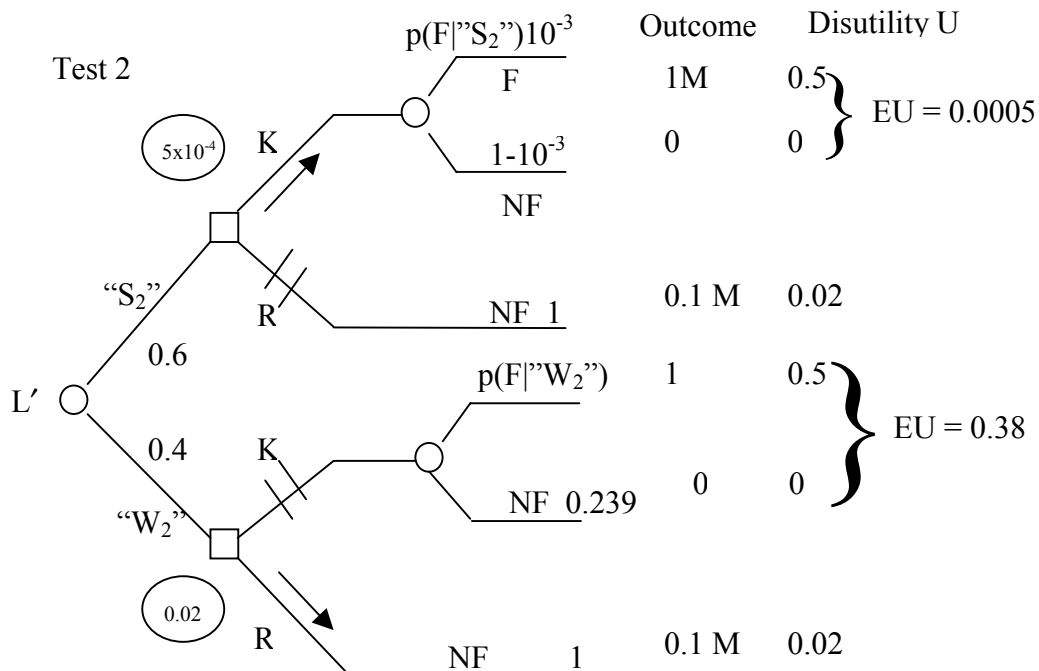 p(F|”S₂”)10⁻³
Outcome Disutility U
Test 2
F
1M 0.5
EU = 0.0005
5x10⁻⁴
K
1-10⁻³
0 0
NF
“S₂”
R
NF 1
0.1 M 0.02
0.6
L′
p(F|”W₂”)
1 0.5
0.4
K
EU = 0.38
NF 0.239
0 0
“W₂”
0.02
R
NF 1
0.1 M 0.02